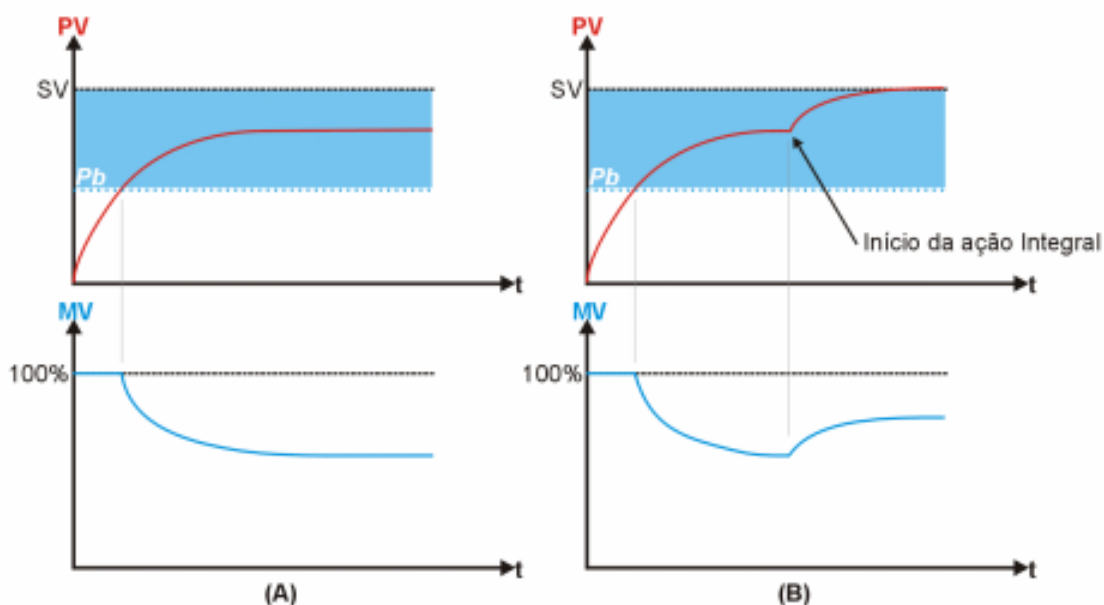 PV
SV
Pb
t
MV
100%
t
(A)
PV
SV
Pb
Início da ação Integral
t
MV
100%
t
(B)